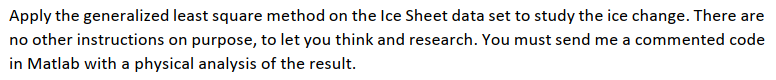 Apply the generalized least square method on the Ice Sheet data set to study the ice change. There are
no other instructions on purpose, to let you think and research. You must send me a commented code
in Matlab with a physical analysis of the result.